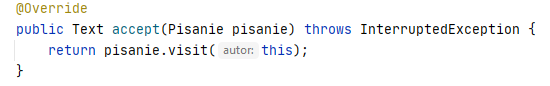 @Override
public Text accept(Pisanie pisanie) throws InterruptedException {
    return pisanie.visit( autor: this);
}